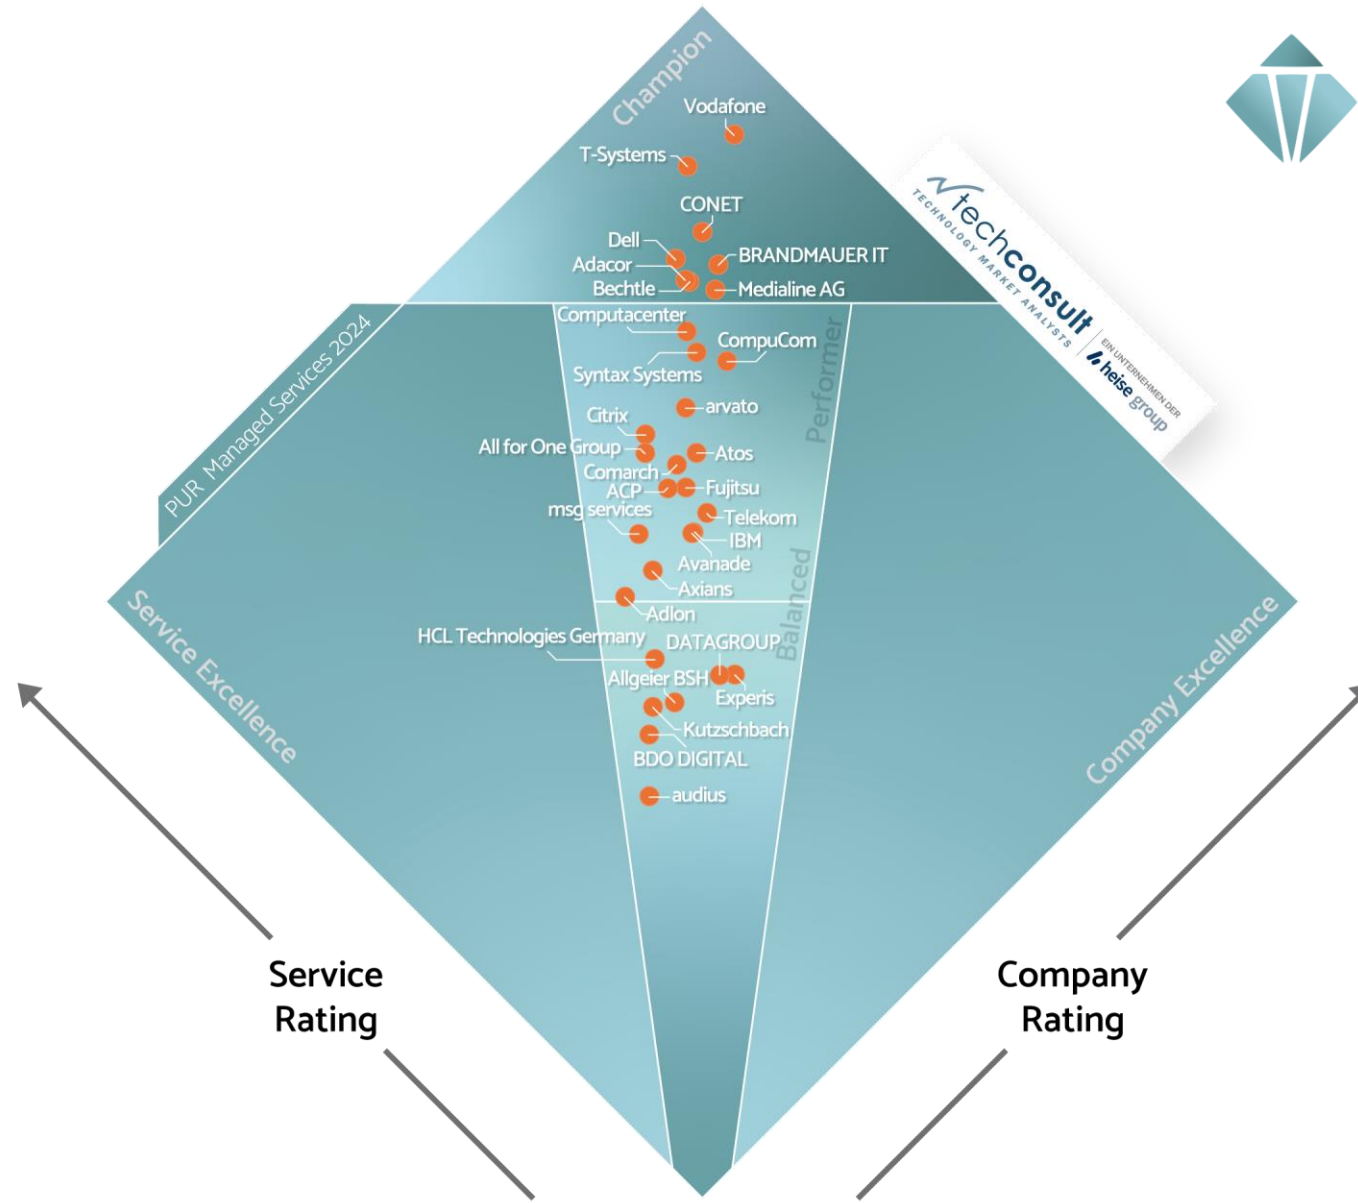 Champion
Vodafone
T-Systems
CONET
Dell
BRANDMAUER IT
Adacor
Bechtle
Medialine AG
techconsult
TECHNOLOGY MARKET ANALYSTS
EIN UNTERNEHMEN DER
heise group
PUR Managed Services 2024
Computacenter
CompuCom
Performer
Syntax Systems
arvato
Citrix
All for One Group
Atos
Comarch
ACP
Fujitsu
msg services
Telekom
IBM
Avanade
Axians
Balanced
Adlon
HCL Technologies Germany
DATAGROUP
Allgeier BSH
Experis
Kutzschbach
BDO DIGITAL
audius
Service Excellence
Company Excellence
Service
Rating
Company
Rating